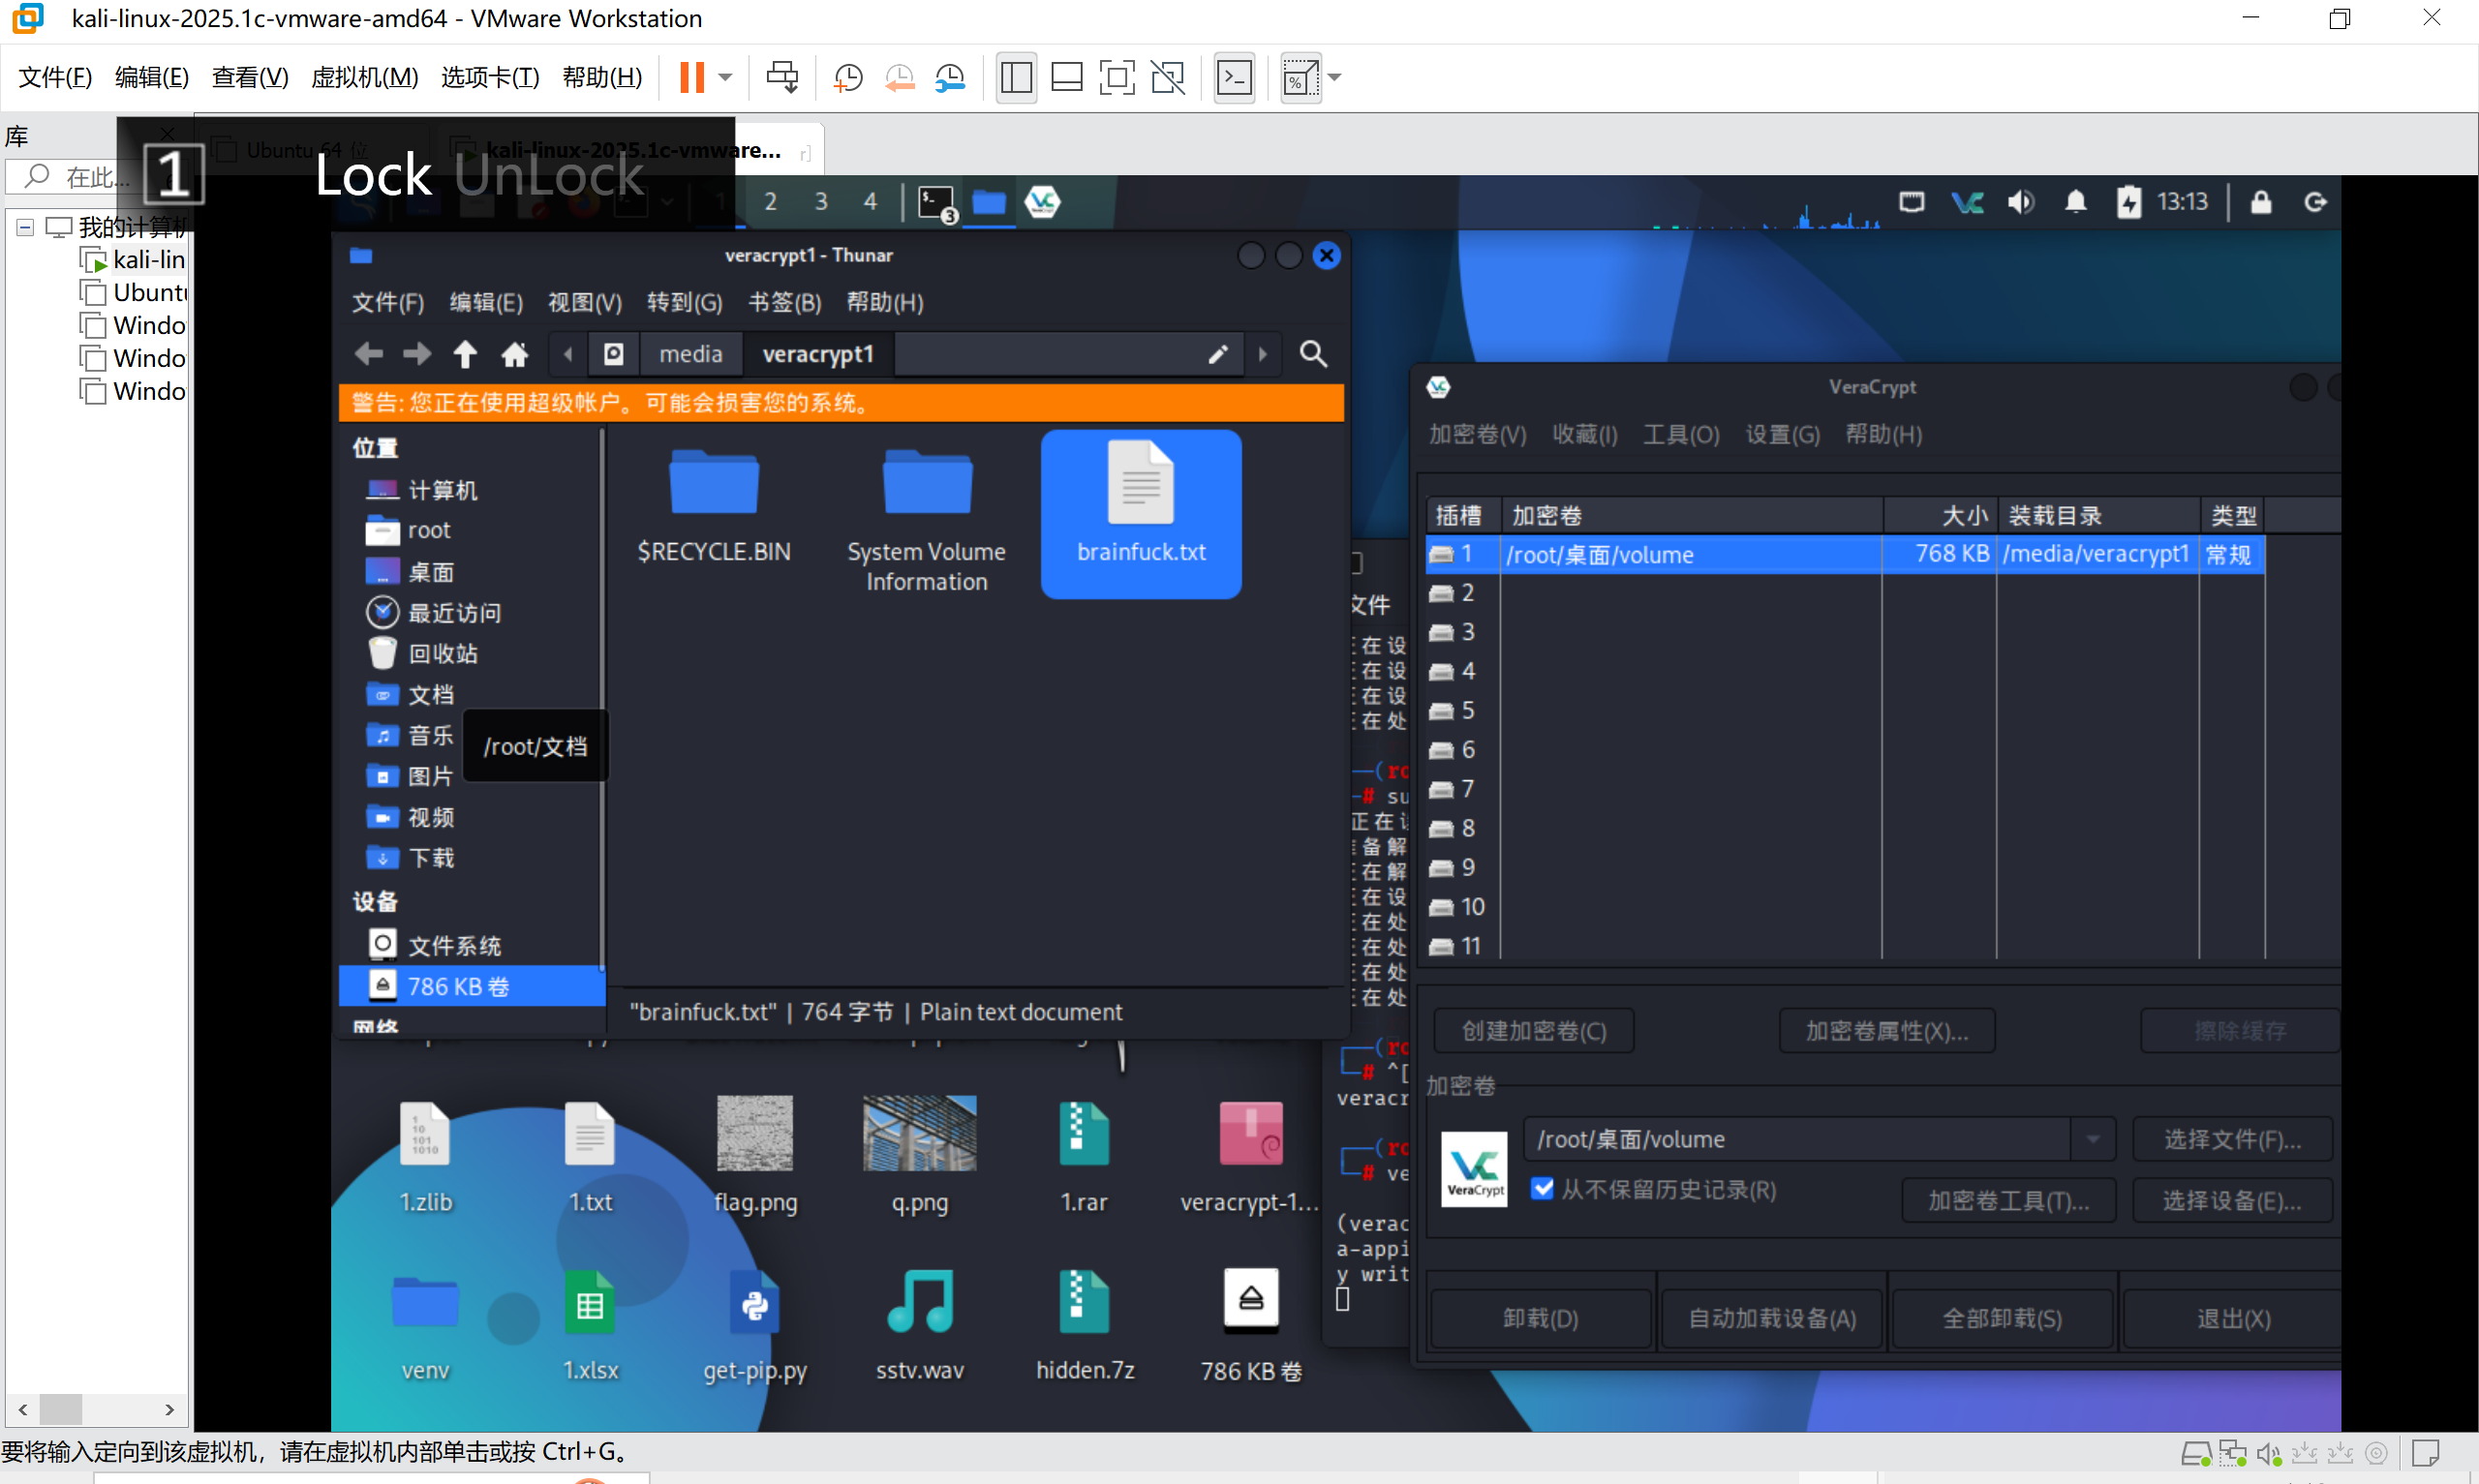 kali-linux-2025.1c-vmware-amd64 - VMware Workstation
文件(F) 编辑(E) 查看(V) 虚拟机(M) 选项卡(T) 帮助(H)
库
在此...
Ubuntu 64 位
kali-linux-2025.1c-vmware...
1 Lock UnLock
我的计算机
kali-lin
Ubuntu
Windo
Windo
Windo
1 2 3 4
3
13:13
veracrypt1 - Thunar
文件(F) 编辑(E) 视图(V) 转到(G) 书签(B) 帮助(H)
media veracrypt1
警告: 您正在使用超级帐户。可能会损害您的系统。
位置
计算机
root
桌面
最近访问
回收站
文档
音乐
图片
视频
下载
/root/文档
设备
文件系统
786 KB 卷
网络
$RECYCLE.BIN
System Volume
Information
brainfuck.txt
"brainfuck.txt" | 764 字节 | Plain text document
文件
在设
在设
在设
在处
su
正在
备解
在解
在设
在处
在处
在处
在处
(ro
# ^[
veracr
(ro
# ve
(verac
a-appi
y writ
VeraCrypt
加密卷(V) 收藏(I) 工具(O) 设置(G) 帮助(H)
插槽 加密卷 大小 装载目录 类型
1 /root/桌面/volume 768 KB /media/veracrypt1 常规
2
3
4
5
6
7
8
9
10
11
创建加密卷(C) 加密卷属性(X)... 擦除缓存
加密卷
VeraCrypt
/root/桌面/volume 选择文件(F)...
从不保留历史记录(R) 加密卷工具(T)... 选择设备(E)...
卸载(D) 自动加载设备(A) 全部卸载(S) 退出(X)
1.zlib 1.txt flag.png q.png 1.rar veracrypt-1...
venv 1.xlsx get-pip.py sstv.wav hidden.7z 786 KB 卷
要将输入定向到该虚拟机，请在虚拟机内部单击或按 Ctrl+G。